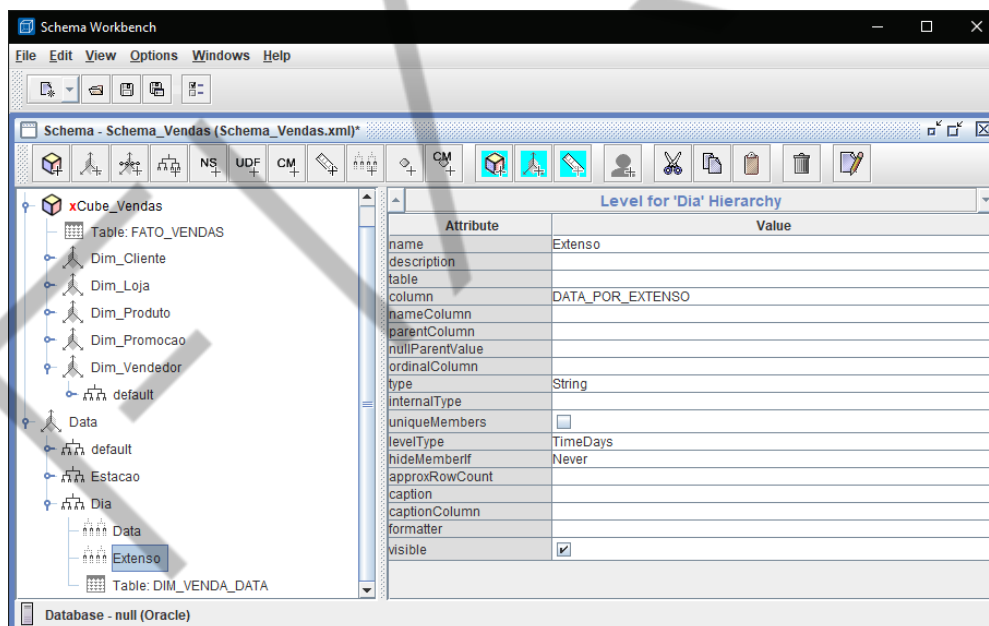 Schema Workbench
File Edit View Options Windows Help
Schema - Schema_Vendas (Schema_Vendas.xml)*
NS UDF CM CM
xCube_Vendas
Table: FATO_VENDAS
Dim_Cliente
Dim_Loja
Dim_Produto
Dim_Promocao
Dim_Vendedor
default
Data
default
Estacao
Dia
Data
Extenso
Table: DIM_VENDA_DATA
Level for 'Dia' Hierarchy
Attribute Value
name Extenso
description
table
column DATA_POR_EXTENSO
nameColumn
parentColumn
nullParentValue
ordinalColumn
type String
internalType
uniqueMembers
levelType TimeDays
hideMemberIf Never
approxRowCount
caption
captionColumn
formatter
visible
Database - null (Oracle)